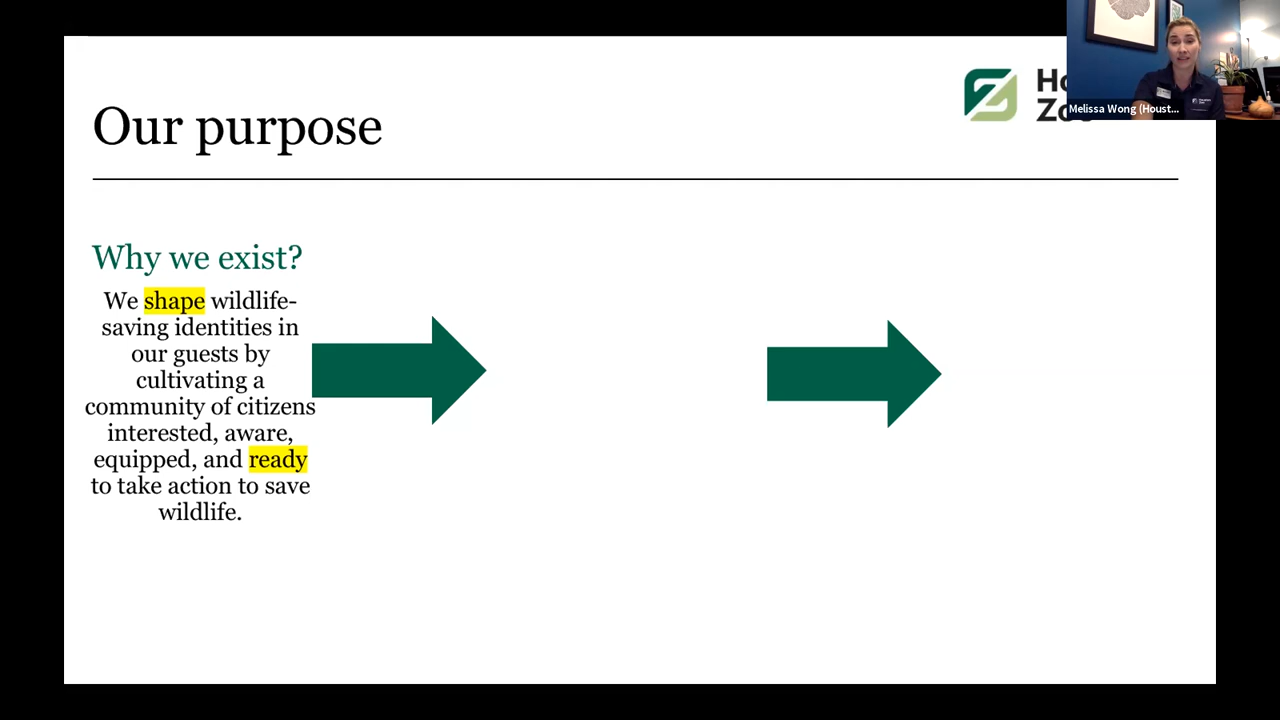 Our purpose
Melissa Wong (Houst...
Why we exist?
We shape wildlife-
saving identities in
our guests by
cultivating a
community of citizens
interested, aware,
equipped, and ready
to take action to save
wildlife.